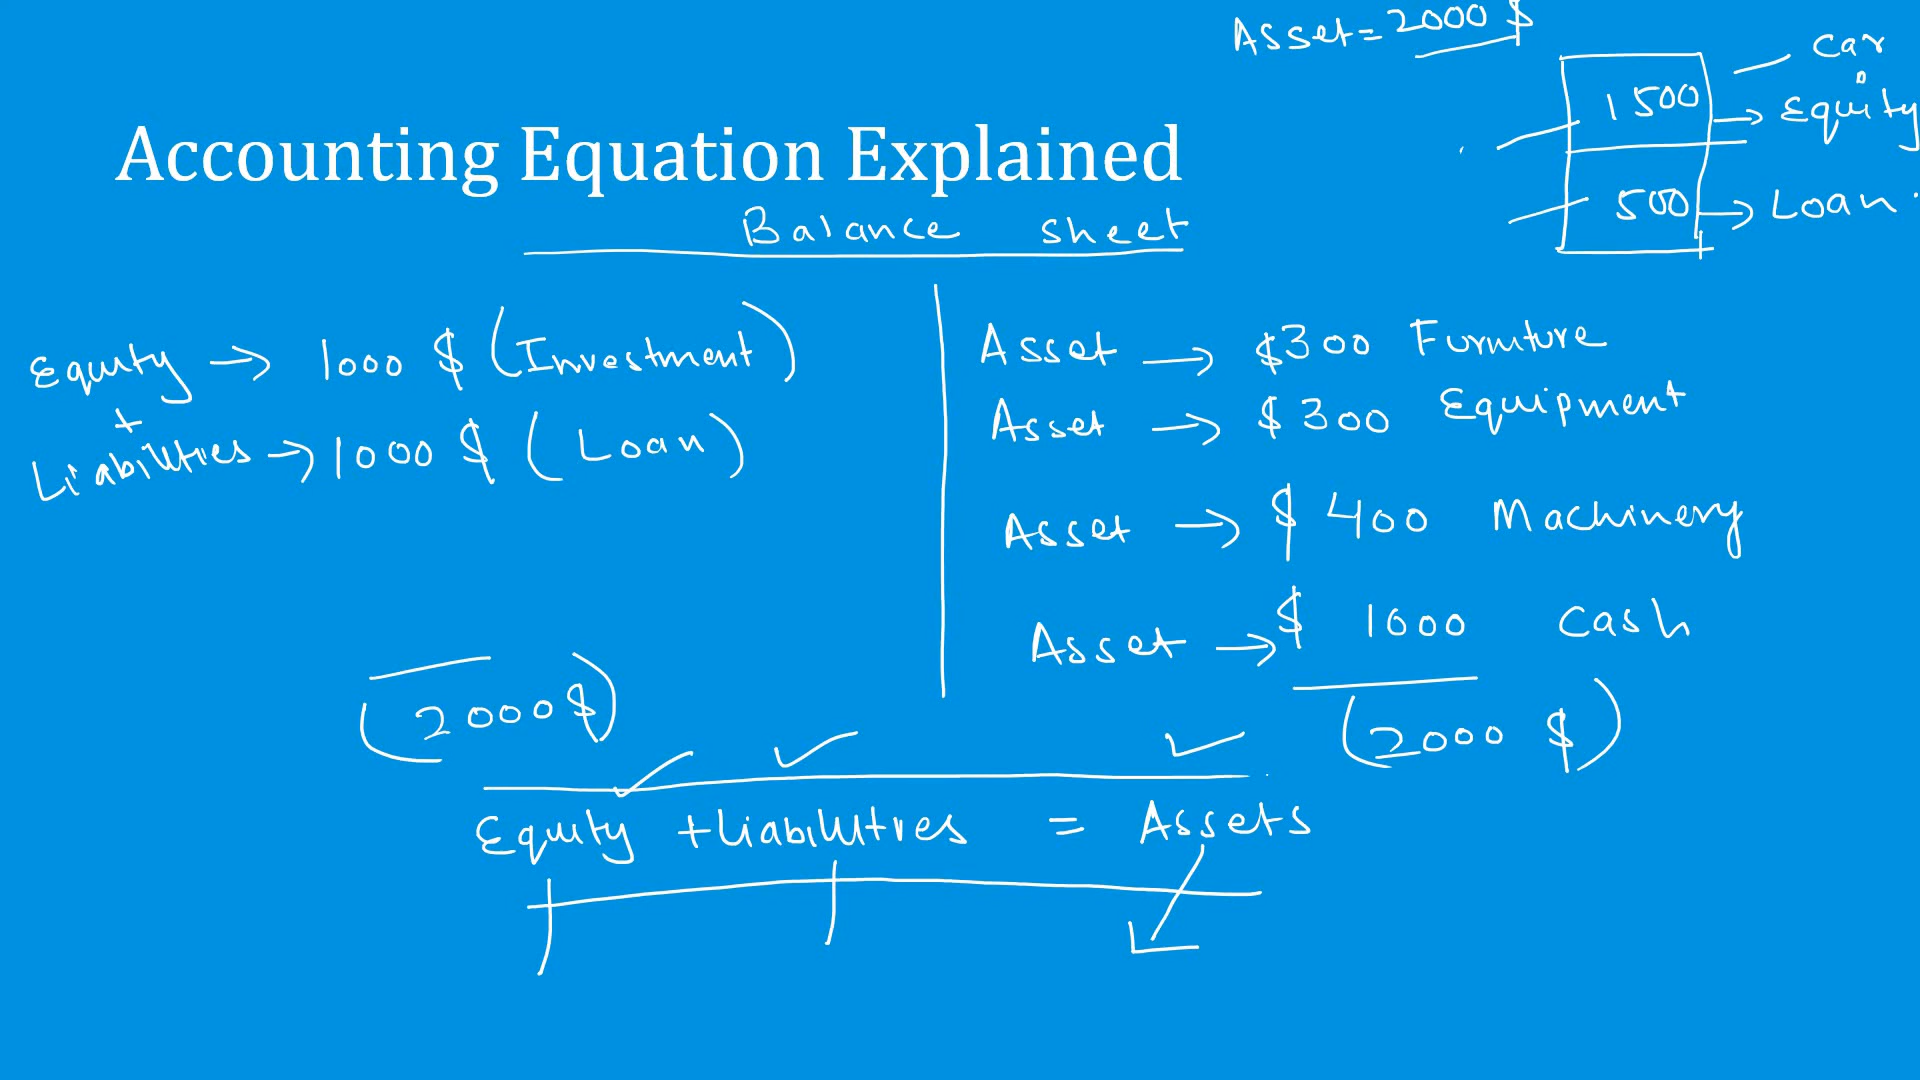 Asset = 2000 $
Car
1500 → Equity
500 → Loan
Accounting Equation Explained
Balance sheet
Equity → 1000 $ (Investment)
+
Liabilities → 1000 $ (Loan)
(2000 $)
Asset → $300 Furniture
Asset → $300 Equipment
Asset → $ 400 Machinery
Asset → $ 1000 Cash
(2000 $)
Equity + Liabilities = Assets